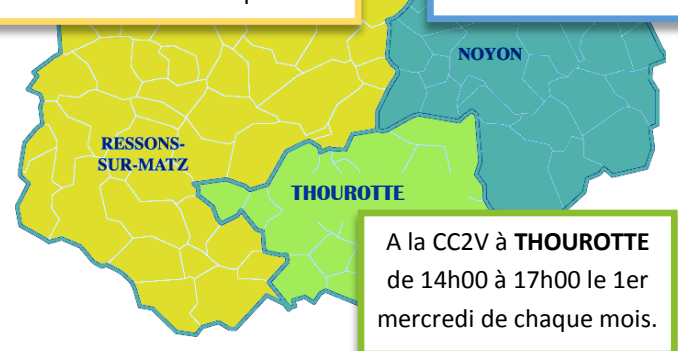 NOYON
RESSONS-
SUR-MATZ
THOUROTTE
A la CC2V à THOUROTTE
de 14h00 à 17h00 le 1er
mercredi de chaque mois.